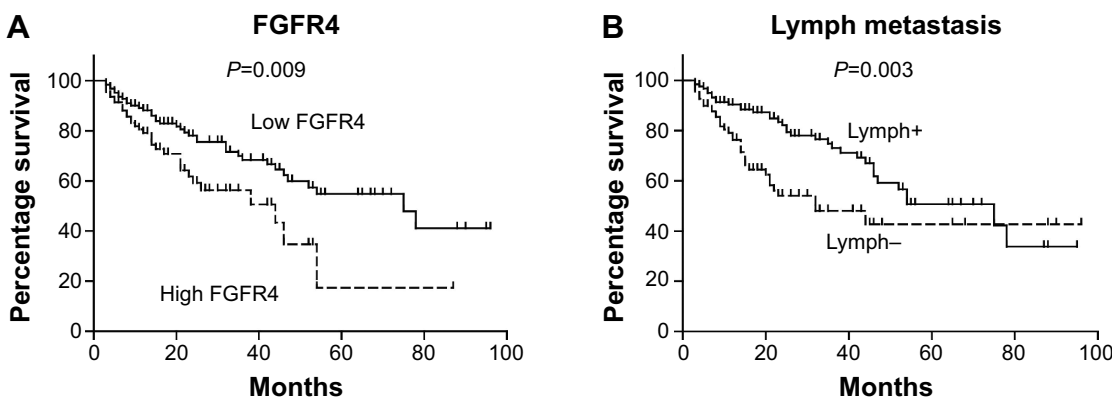 A
FGFR4
P=0.009
Low FGFR4
High FGFR4
Percentage survival
100
80
60
40
20
0
0 20 40 60 80 100
Months
B
Lymph metastasis
P=0.003
Lymph+
Lymph–
Percentage survival
100
80
60
40
20
0
0 20 40 60 80 100
Months